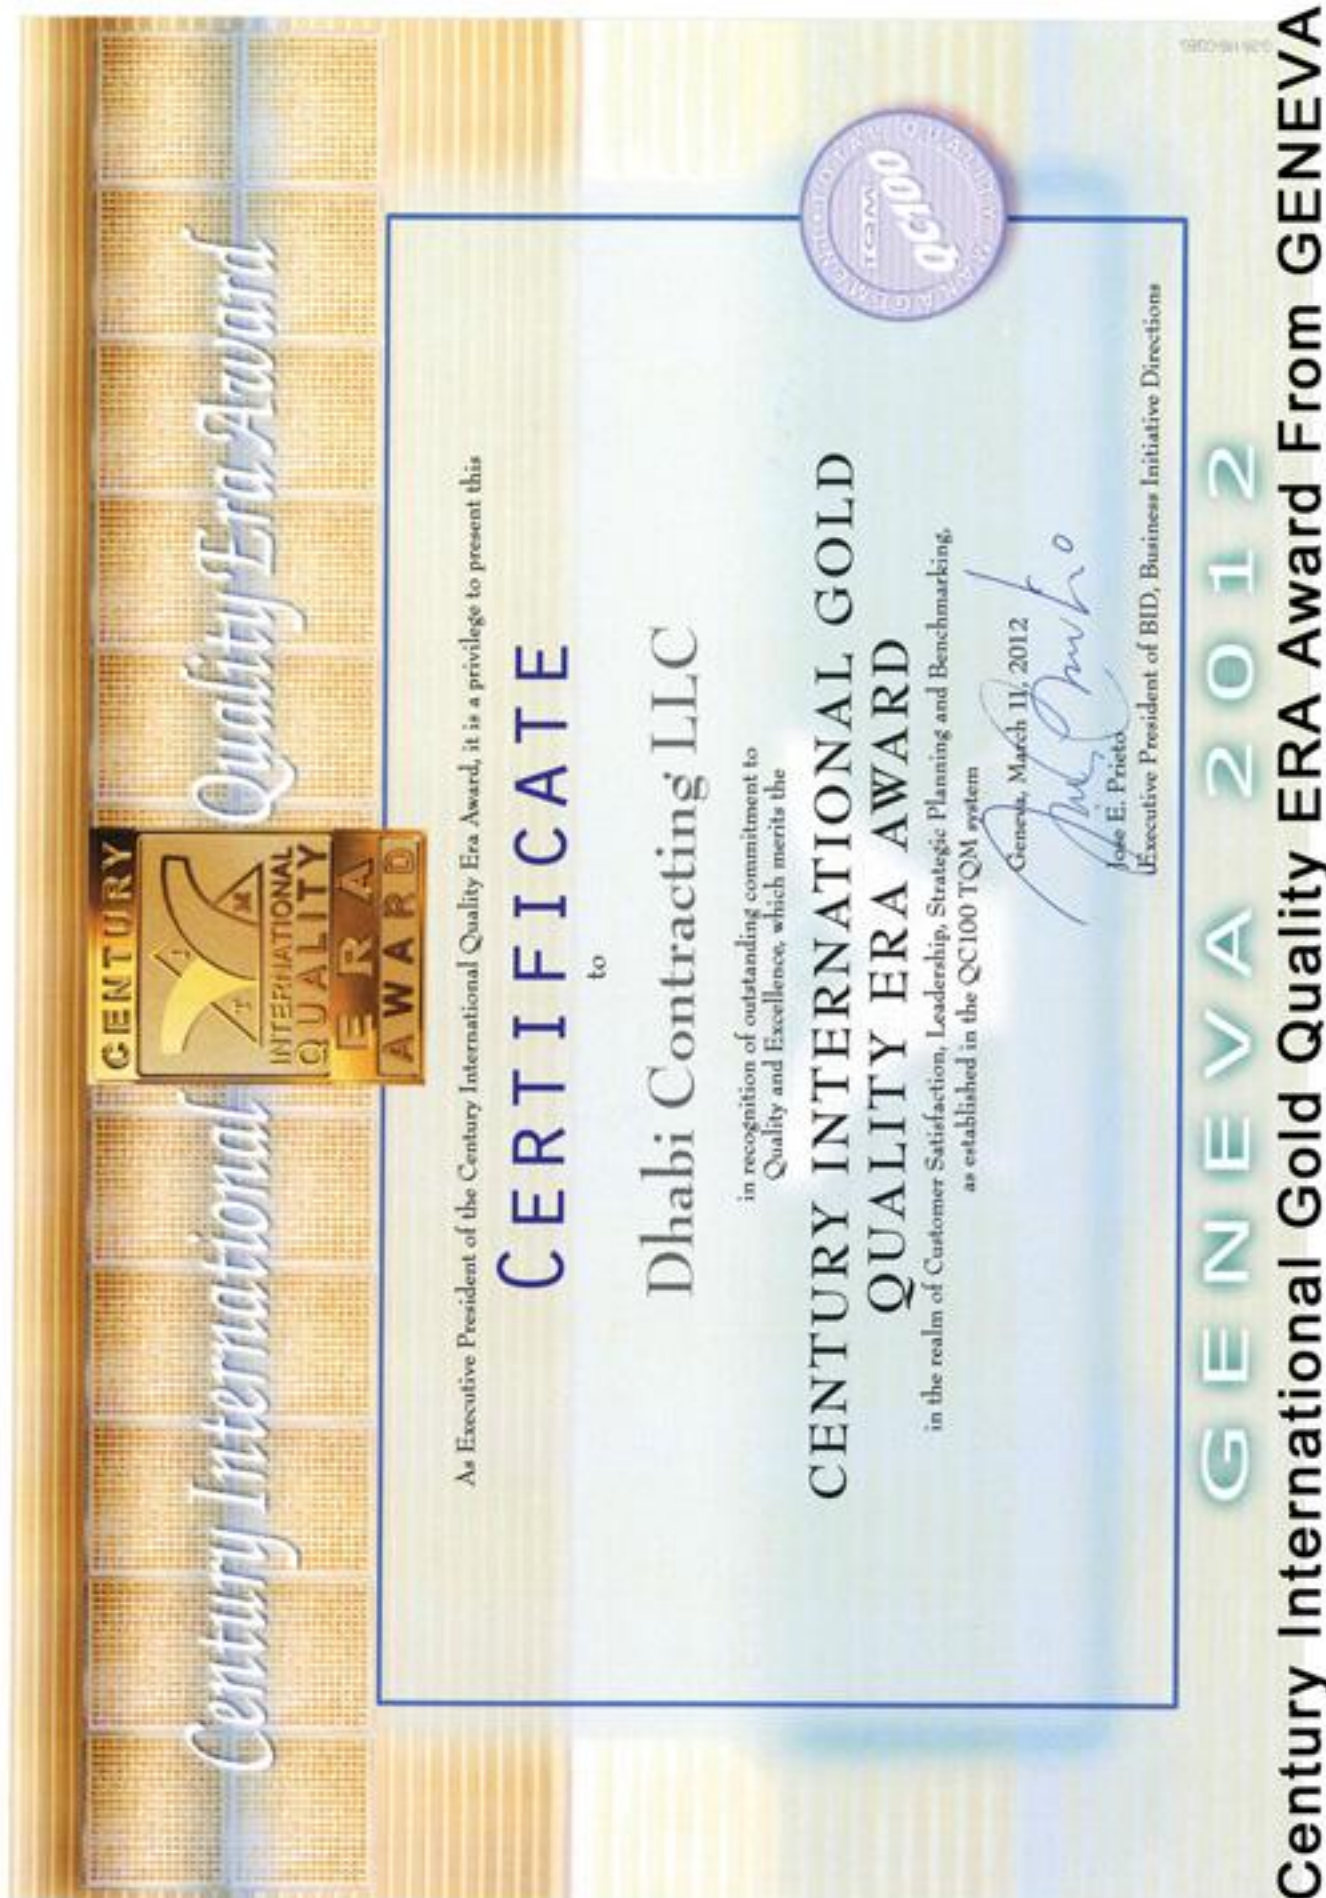 Century International Quality Era Award
CENTURY
INTERNATIONAL
QUALITY
ERA
AWARD
As Executive President of the Century International Quality Era Award, it is a privilege to present this
CERTIFICATE
to
Dhabi Contracting LLC
in recognition of outstanding commitment to
Quality and Excellence, which merits the
CENTURY INTERNATIONAL GOLD
QUALITY ERA AWARD
in the realm of Customer Satisfaction, Leadership, Strategic Planning and Benchmarking,
as established in the QC100 TQM system
TOTAL QUALITY MANAGEMENT
TQM
QC100
Geneva, March 11, 2012
Jose E. Prieto
Executive President of BID, Business Initiative Directions
GENEVA 2012
Century International Gold Quality ERA Award From GENEVA